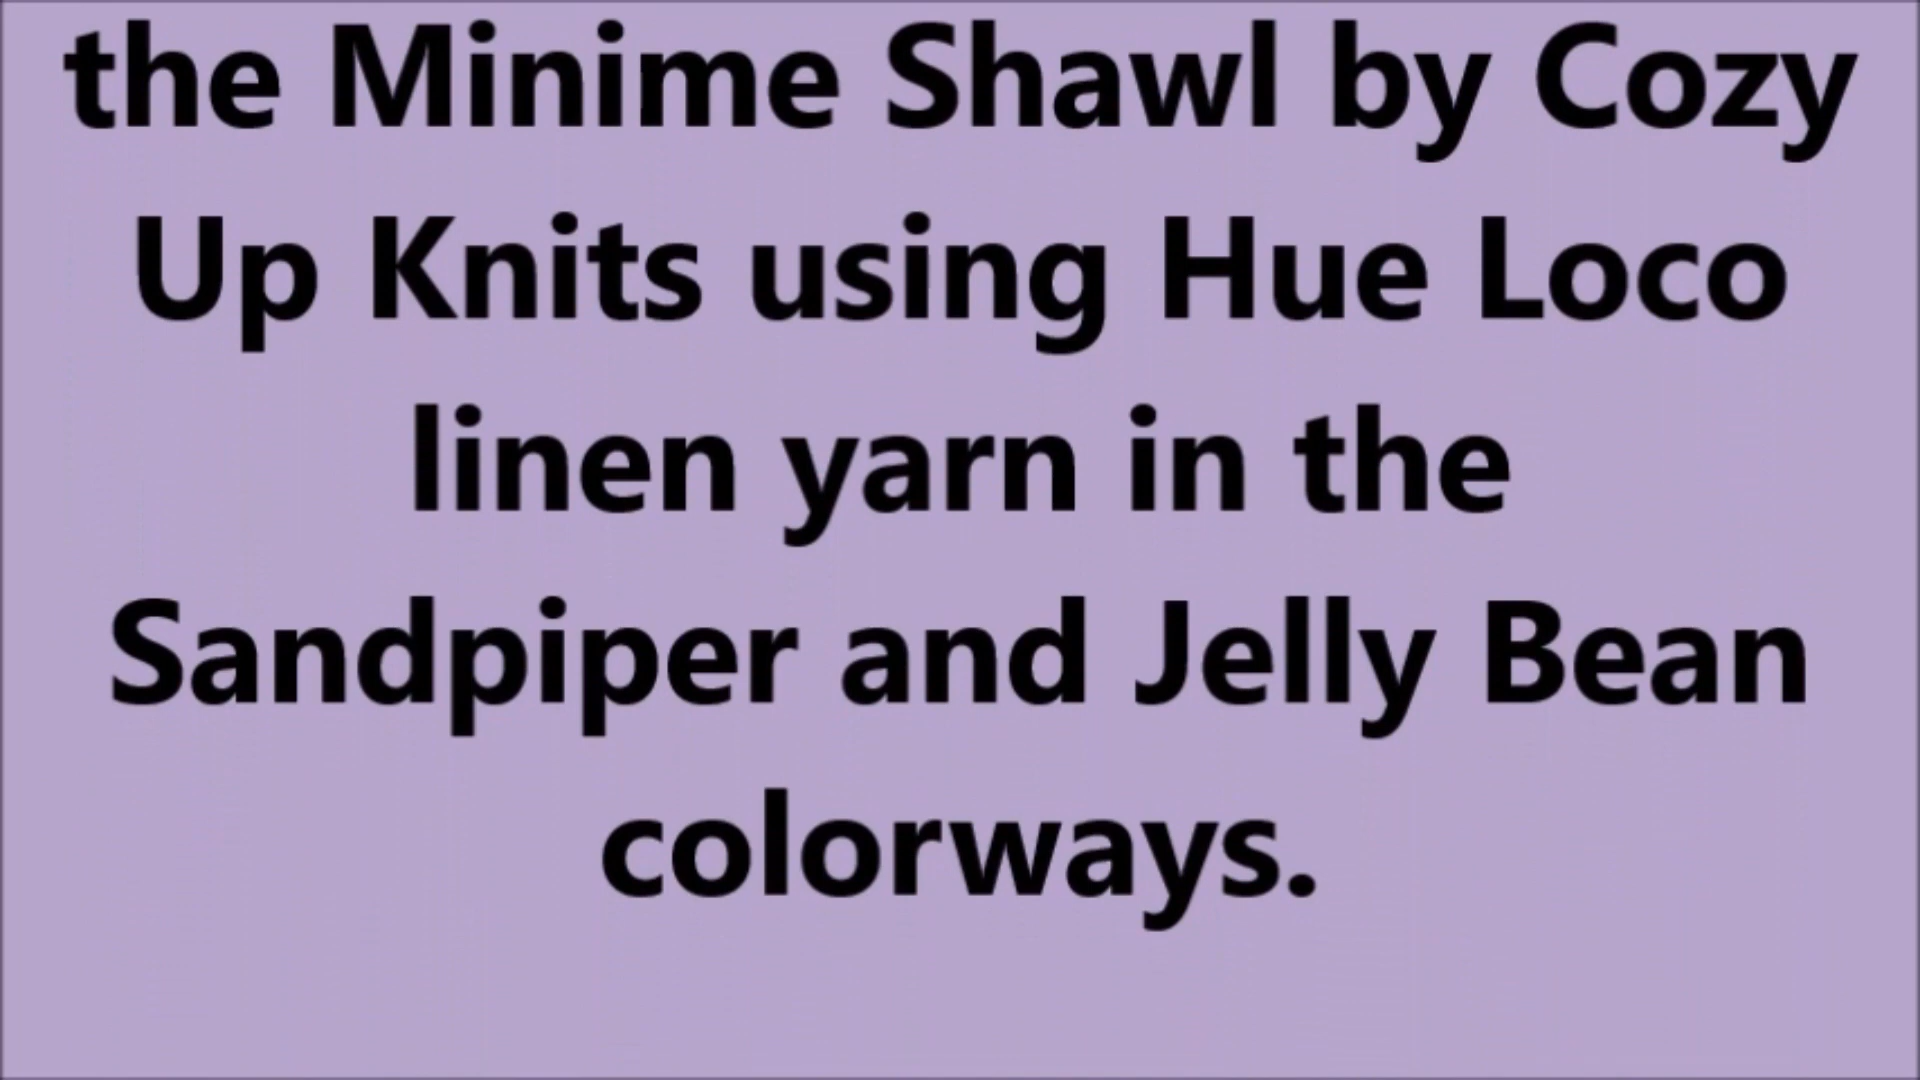 the Minime Shawl by Cozy
Up Knits using Hue Loco
linen yarn in the
Sandpiper and Jelly Bean
colorways.